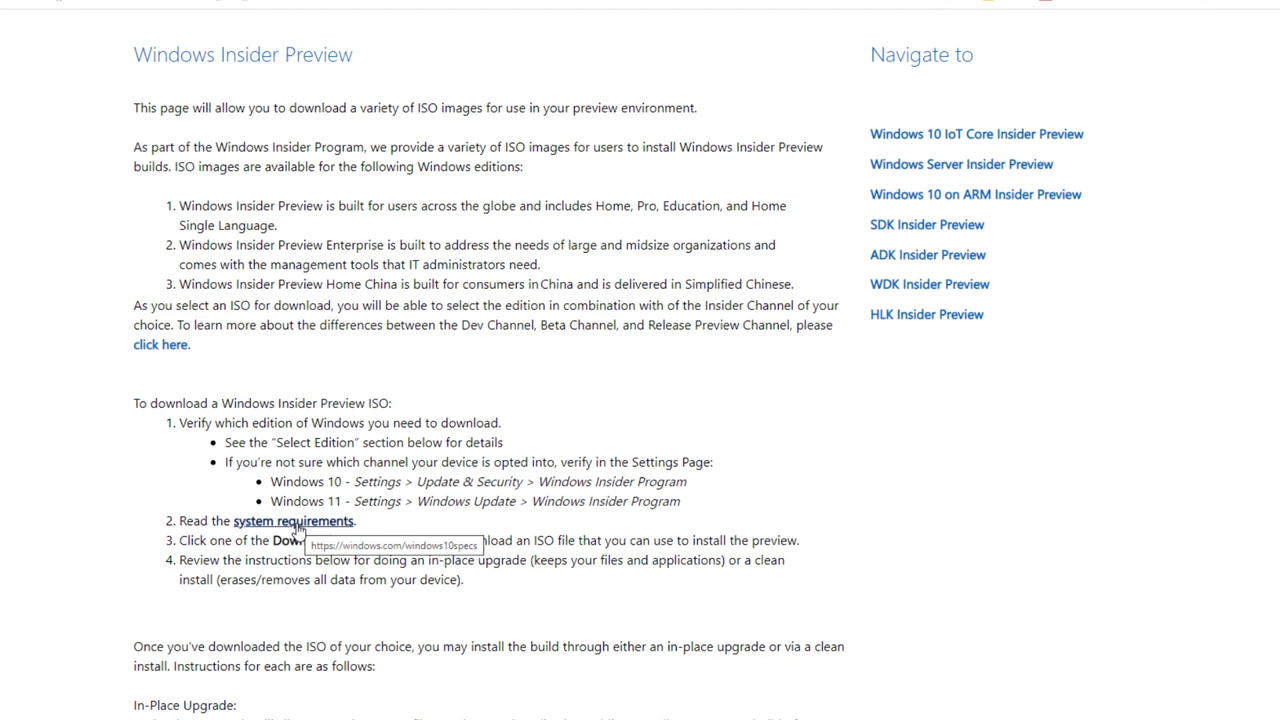 Windows Insider Preview
This page will allow you to download a variety of ISO images for use in your preview environment.
As part of the Windows Insider Program, we provide a variety of ISO images for users to install Windows Insider Preview
builds. ISO images are available for the following Windows editions:
1. Windows Insider Preview is built for users across the globe and includes Home, Pro, Education, and Home
Single Language.
2. Windows Insider Preview Enterprise is built to address the needs of large and midsize organizations and
comes with the management tools that IT administrators need.
3. Windows Insider Preview Home China is built for consumers in China and is delivered in Simplified Chinese.
As you select an ISO for download, you will be able to select the edition in combination with of the Insider Channel of your
choice. To learn more about the differences between the Dev Channel, Beta Channel, and Release Preview Channel, please
click here.
To download a Windows Insider Preview ISO:
1. Verify which edition of Windows you need to download.
• See the “Select Edition” section below for details
• If you’re not sure which channel your device is opted into, verify in the Settings Page:
• Windows 10 - Settings > Update & Security > Windows Insider Program
• Windows 11 - Settings > Windows Update > Windows Insider Program
2. Read the system requirements.
3. Click one of the Dow nload an ISO file that you can use to install the preview.
https://windows.com/windows10specs
4. Review the instructions below for doing an in-place upgrade (keeps your files and applications) or a clean
install (erases/removes all data from your device).
Once you've downloaded the ISO of your choice, you may install the build through either an in-place upgrade or via a clean
install. Instructions for each are as follows:
In-Place Upgrade:
Navigate to
Windows 10 IoT Core Insider Preview
Windows Server Insider Preview
Windows 10 on ARM Insider Preview
SDK Insider Preview
ADK Insider Preview
WDK Insider Preview
HLK Insider Preview